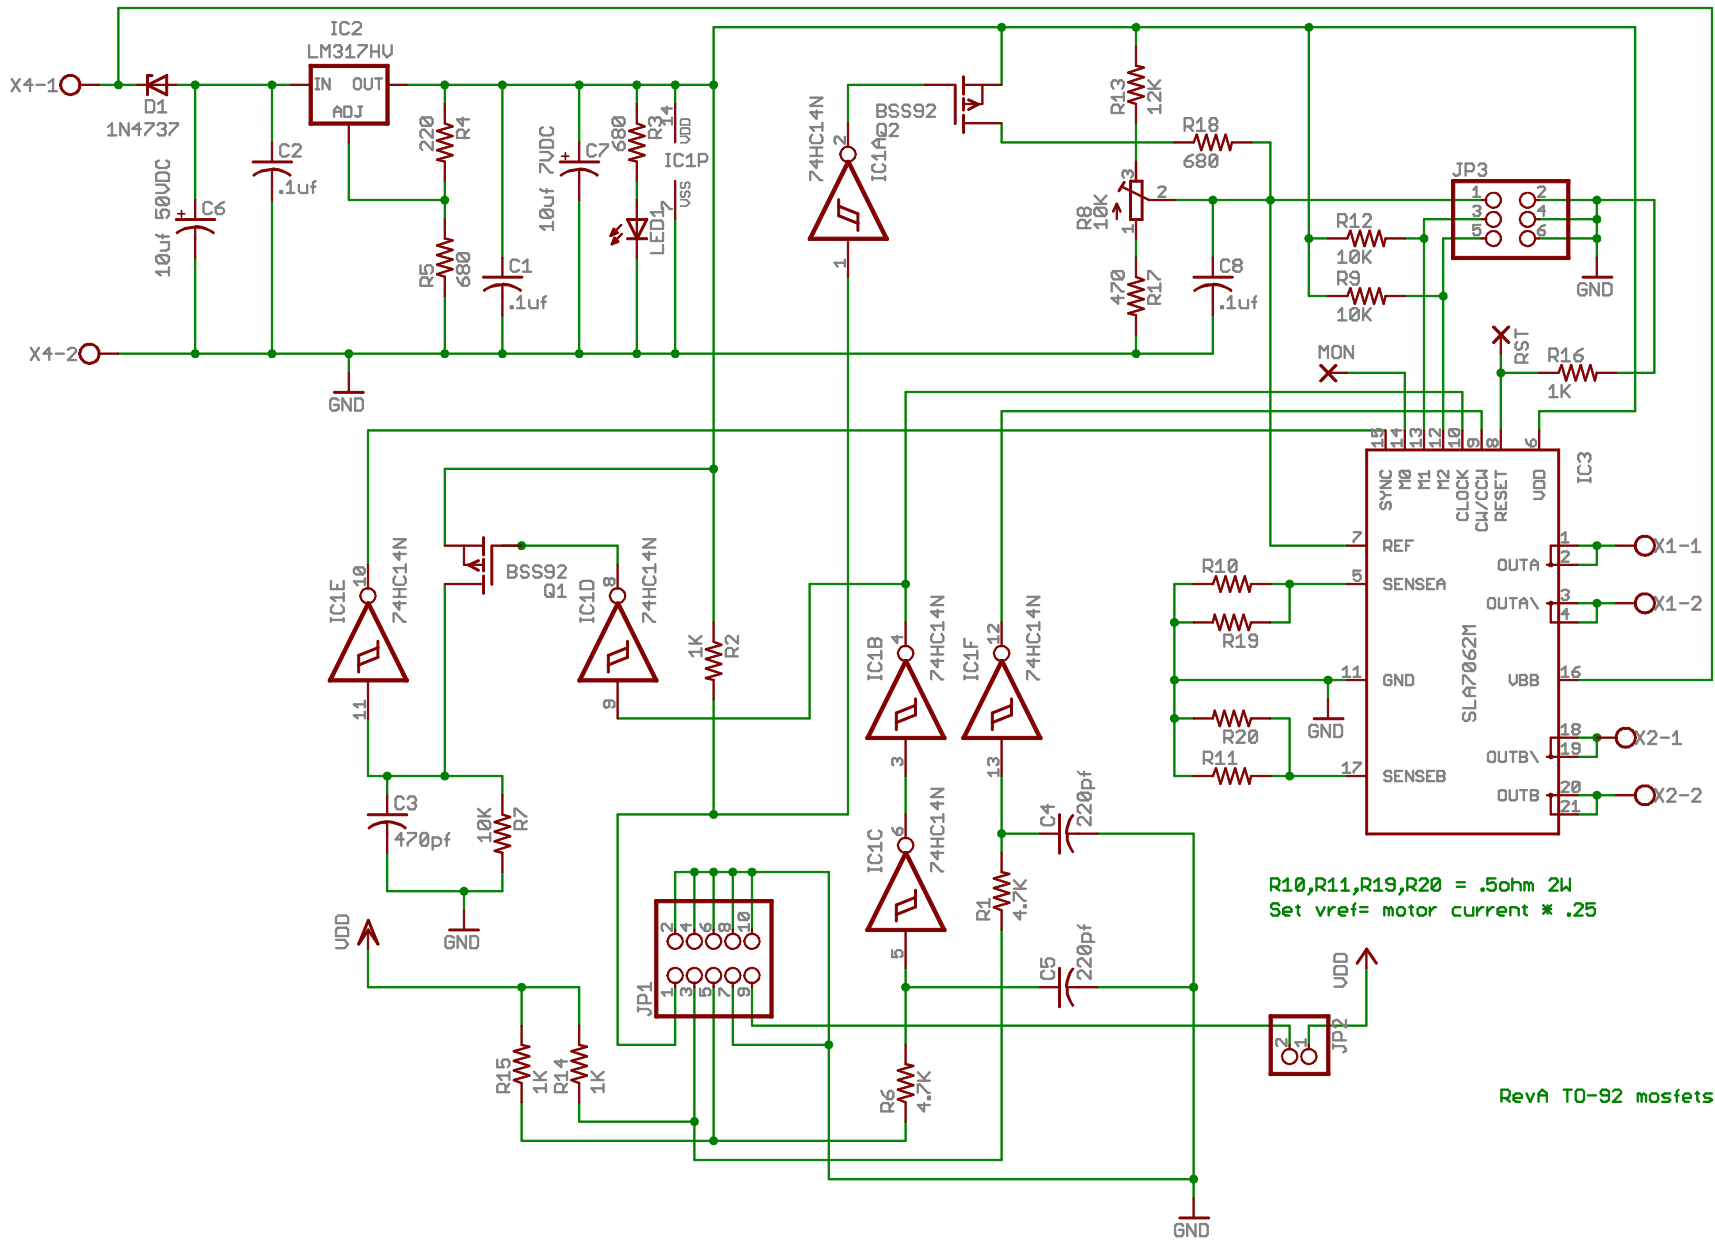 X4-1
D1
1N4737
IC2
LM317HV
IN
OUT
ADJ
10uf 50VDC
+
C6
C2
.1uf
220
R4
R5
680
C1
.1uf
10uf 7VDC
+
C7
680
R3
LED1
14
VDD
IC1P
7
VSS
X4-2
GND
74HC14N
2
IC1A
1
BSS92
Q2
R13
12K
R18
680
R8
10K
3
2
1
470
R17
C8
.1uf
JP3
1
2
3
4
5
6
R12
10K
R9
10K
GND
MON
RST
R16
1K
15
14
13
12
10
9
8
6
SYNC
M0
M1
M2
CLOCK
CW/CCW
RESET
VDD
IC3
SLA7062M
7
REF
5
SENSEA
11
GND
17
SENSEB
1
2
OUTA
X1-1
3
4
OUTA\
X1-2
16
VBB
18
19
OUTB\
X2-1
20
21
OUTB
X2-2
R10
R19
R20
R11
GND
IC1E
10
74HC14N
11
BSS92
Q1
IC1D
8
74HC14N
9
1K
R2
IC1B
4
74HC14N
3
IC1F
12
74HC14N
13
C3
470pf
10K
R7
GND
VDD
IC1C
6
74HC14N
5
C4
220pf
R1
4.7K
C5
220pf
R6
4.7K
JP1
2
4
6
8
10
1
3
5
7
9
R15
1K
R14
1K
VDD
JP2
2
1
GND
R10,R11,R19,R20 = .5ohm 2W
Set vref= motor current * .25
RevA TO-92 mosfets